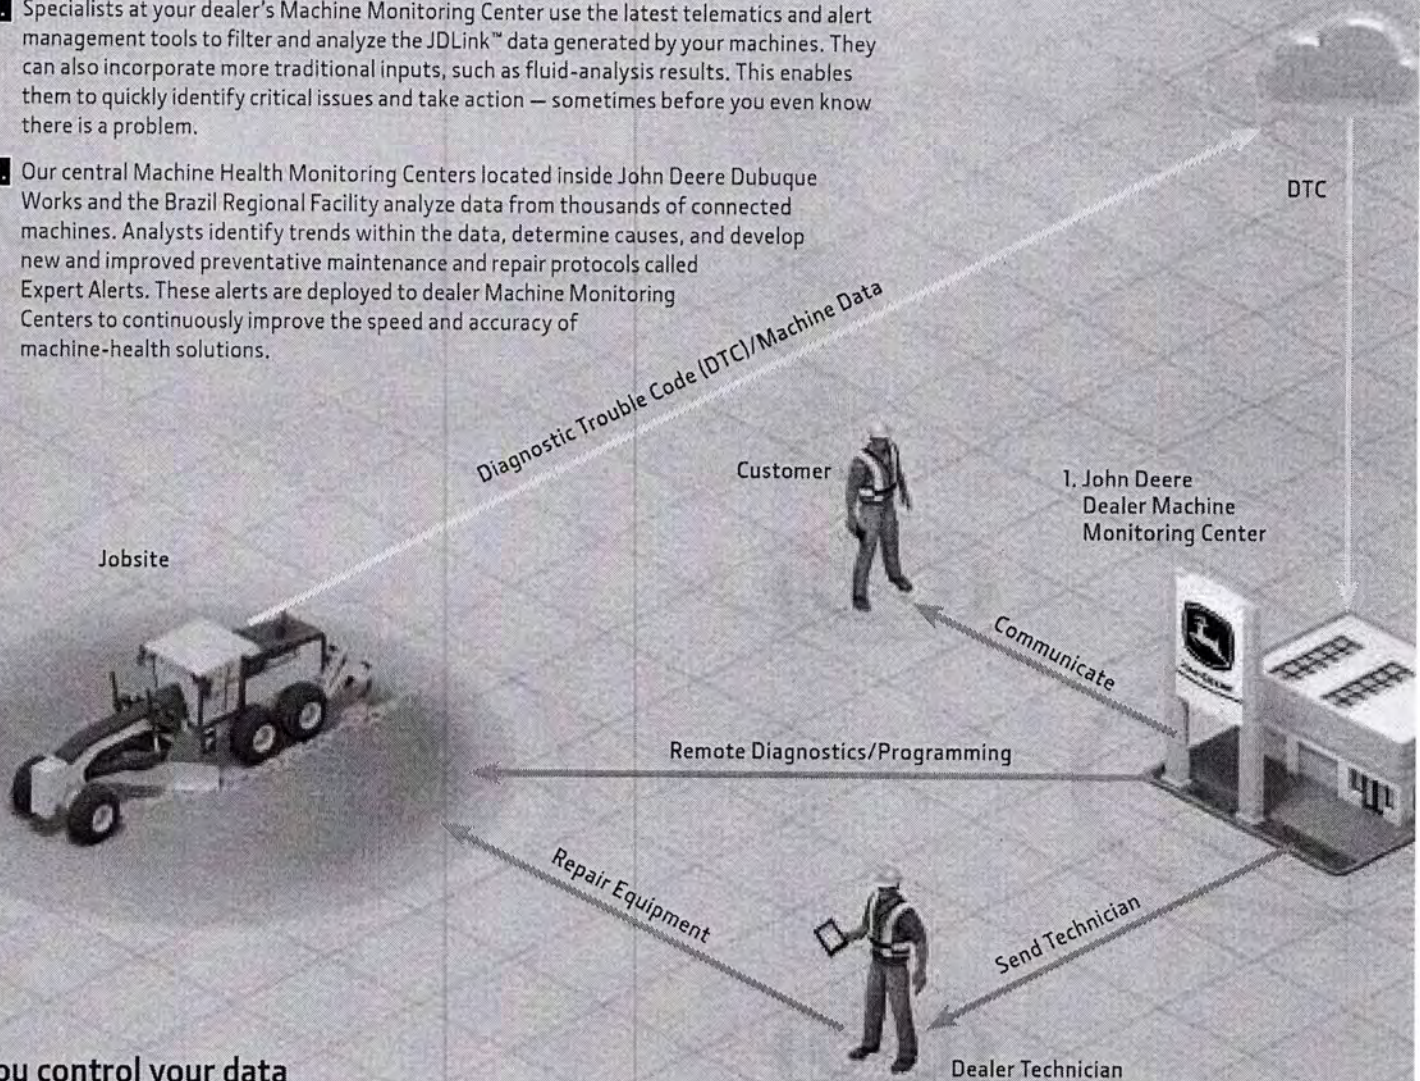 Specialists at your dealer's Machine Monitoring Center use the latest telematics and alert
management tools to filter and analyze the JDLink™ data generated by your machines. They
can also incorporate more traditional inputs, such as fluid-analysis results. This enables
them to quickly identify critical issues and take action — sometimes before you even know
there is a problem.
Our central Machine Health Monitoring Centers located inside John Deere Dubuque
Works and the Brazil Regional Facility analyze data from thousands of connected
machines. Analysts identify trends within the data, determine causes, and develop
new and improved preventative maintenance and repair protocols called
Expert Alerts. These alerts are deployed to dealer Machine Monitoring
Centers to continuously improve the speed and accuracy of
machine-health solutions.
DTC
Diagnostic Trouble Code (DTC)/Machine Data
Customer
1. John Deere
Dealer Machine
Monitoring Center
Jobsite
Communicate
Remote Diagnostics/Programming
Repair Equipment
Send Technician
Dealer Technician
ou control your data